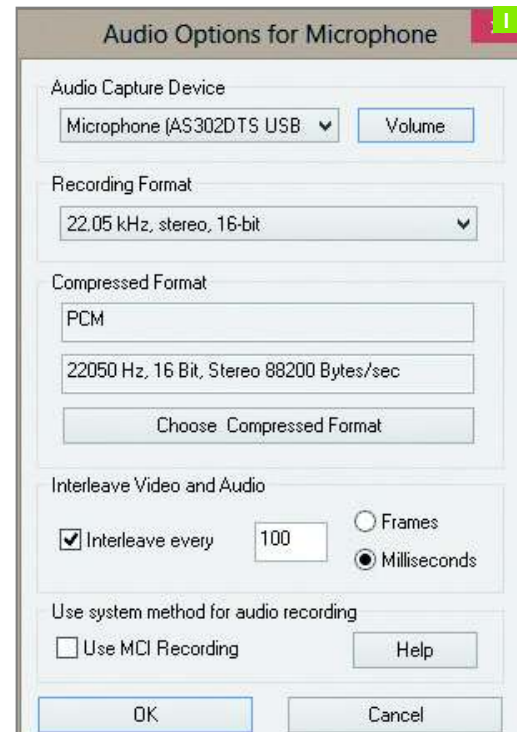 Audio Options for Microphone
I
Audio Capture Device
Microphone (AS302DTS USB
Volume
Recording Format
22.05 kHz, stereo, 16-bit
Compressed Format
PCM
22050 Hz, 16 Bit, Stereo 88200 Bytes/sec
Choose Compressed Format
Interleave Video and Audio
Interleave every
100
Frames
Milliseconds
Use system method for audio recording
Use MCI Recording
Help
OK
Cancel